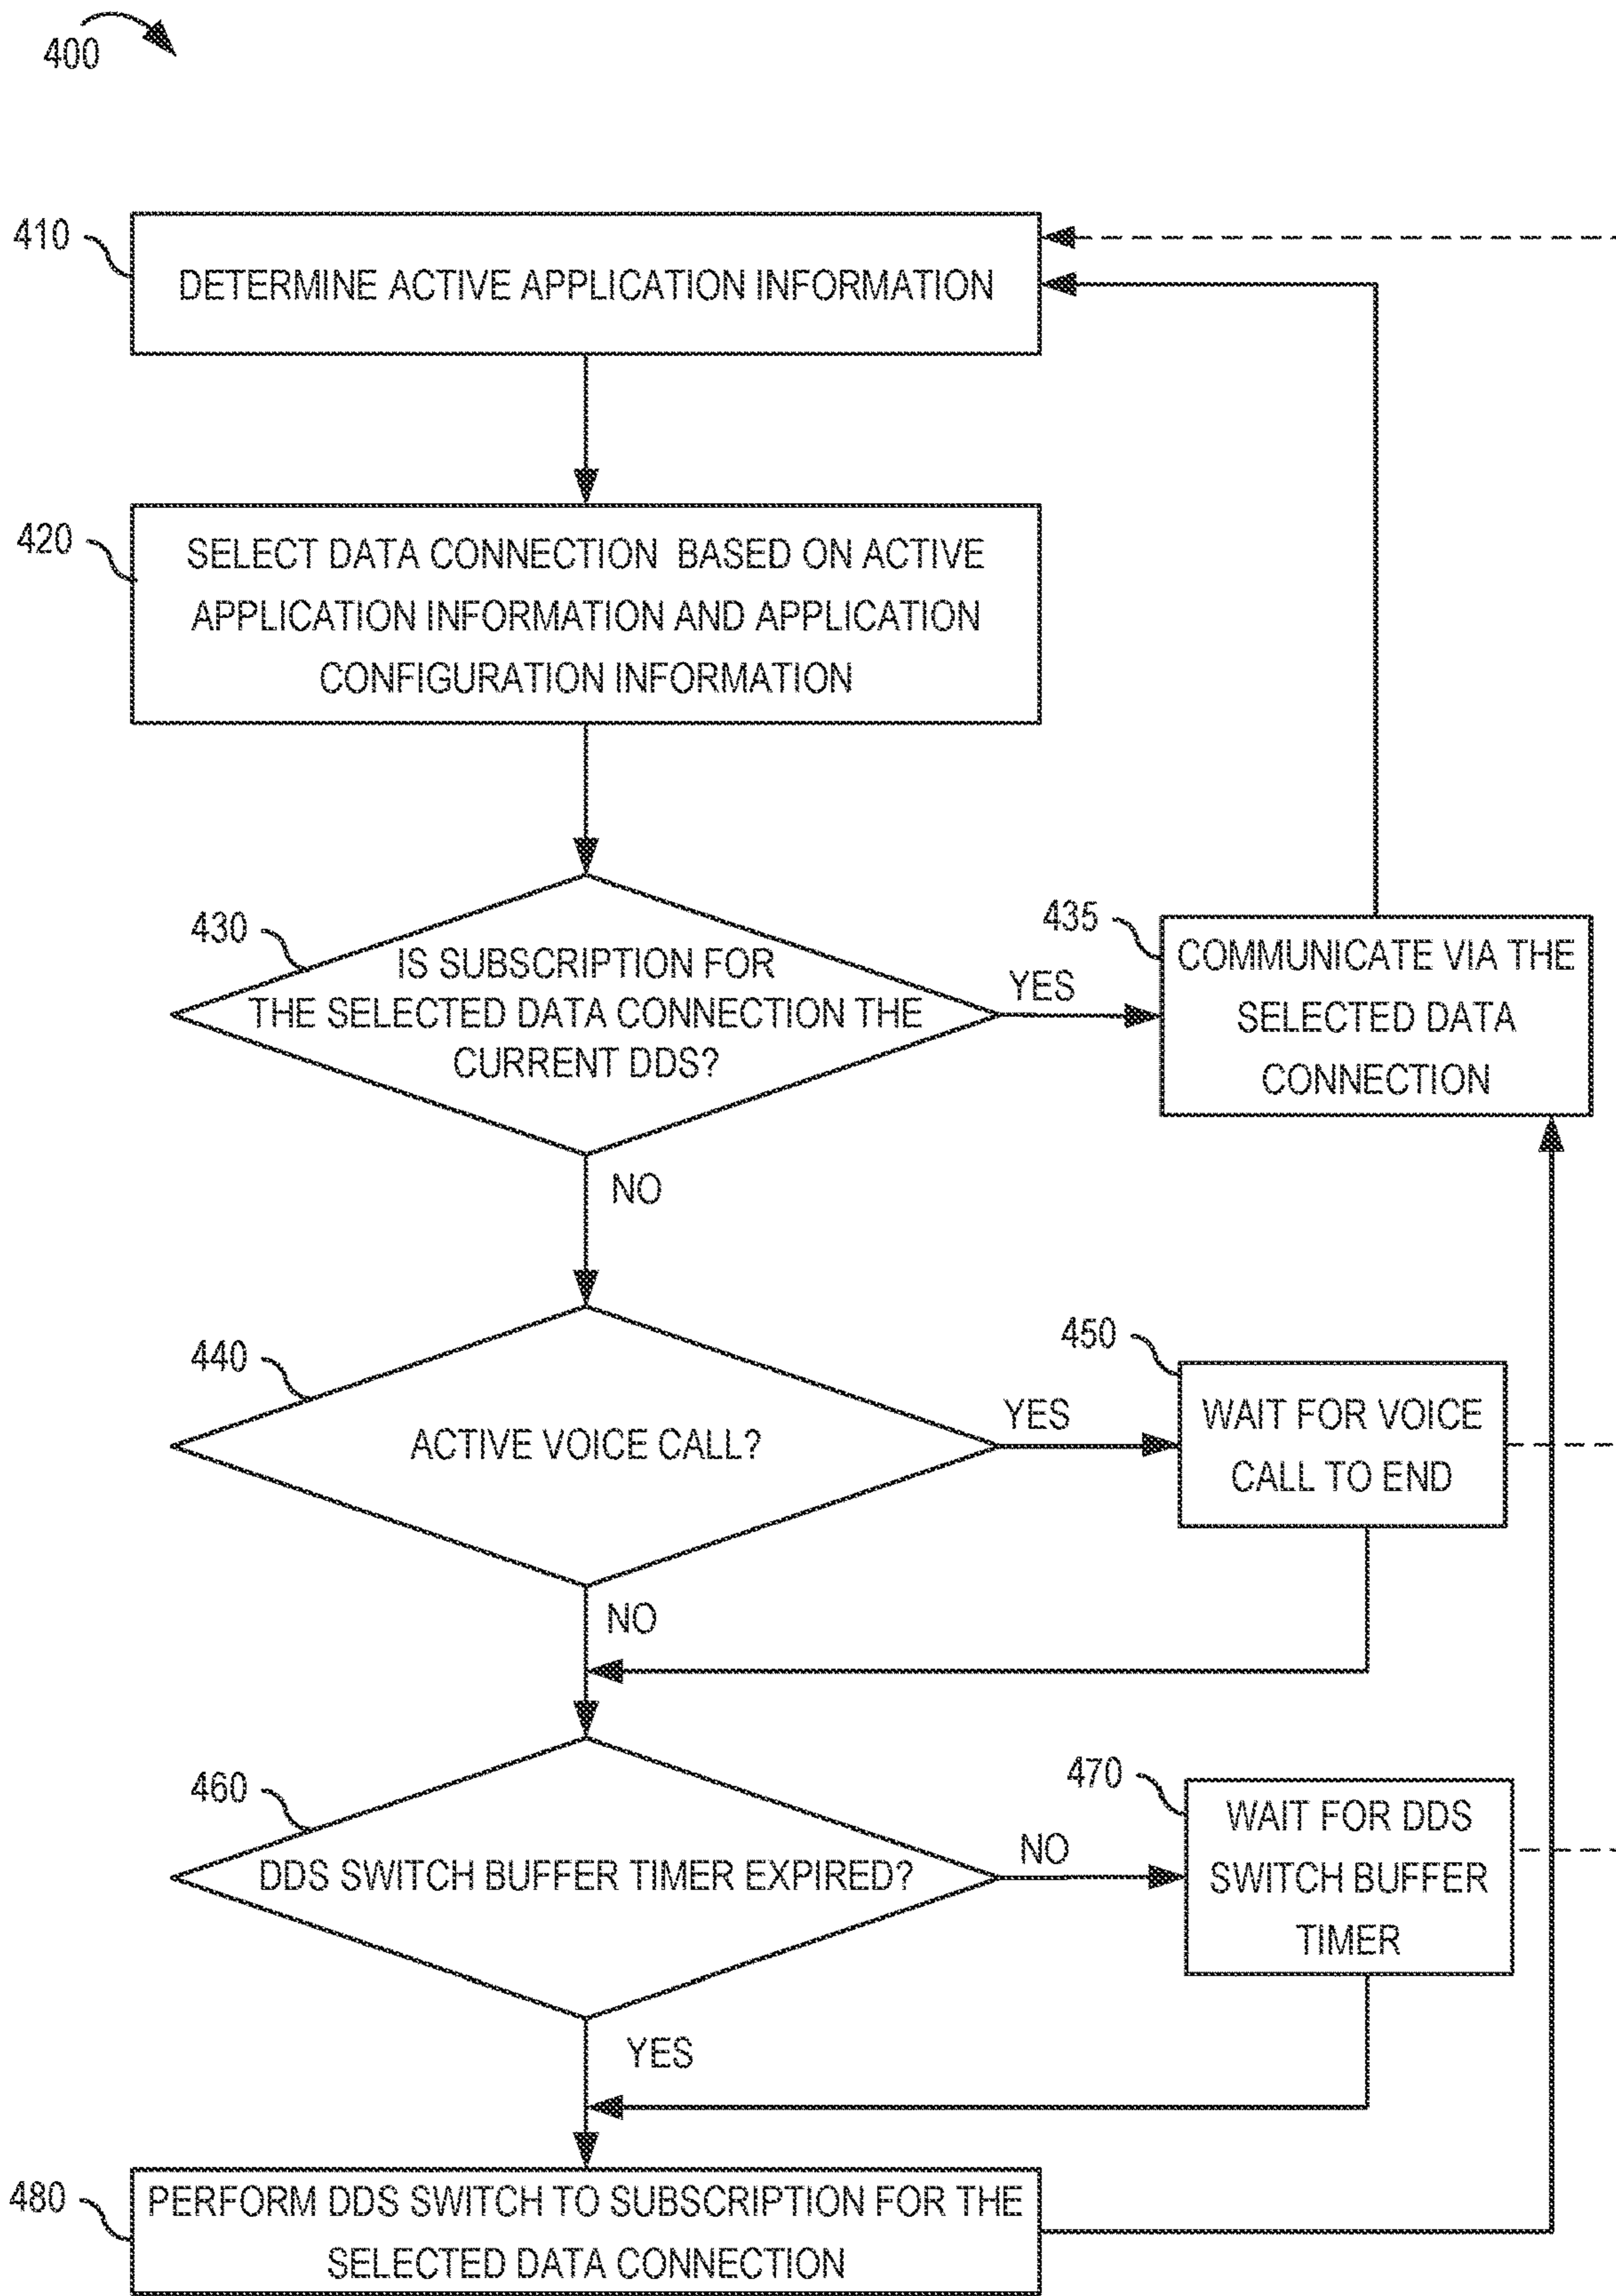 400
410
DETERMINE ACTIVE APPLICATION INFORMATION
420
SELECT DATA CONNECTION BASED ON ACTIVE
APPLICATION INFORMATION AND APPLICATION
CONFIGURATION INFORMATION
430
IS SUBSCRIPTION FOR
THE SELECTED DATA CONNECTION THE
CURRENT DDS?
YES
435
COMMUNICATE VIA THE
SELECTED DATA
CONNECTION
NO
440
ACTIVE VOICE CALL?
YES
450
WAIT FOR VOICE
CALL TO END
NO
460
DDS SWITCH BUFFER TIMER EXPIRED?
NO
470
WAIT FOR DDS
SWITCH BUFFER
TIMER
YES
480
PERFORM DDS SWITCH TO SUBSCRIPTION FOR THE
SELECTED DATA CONNECTION